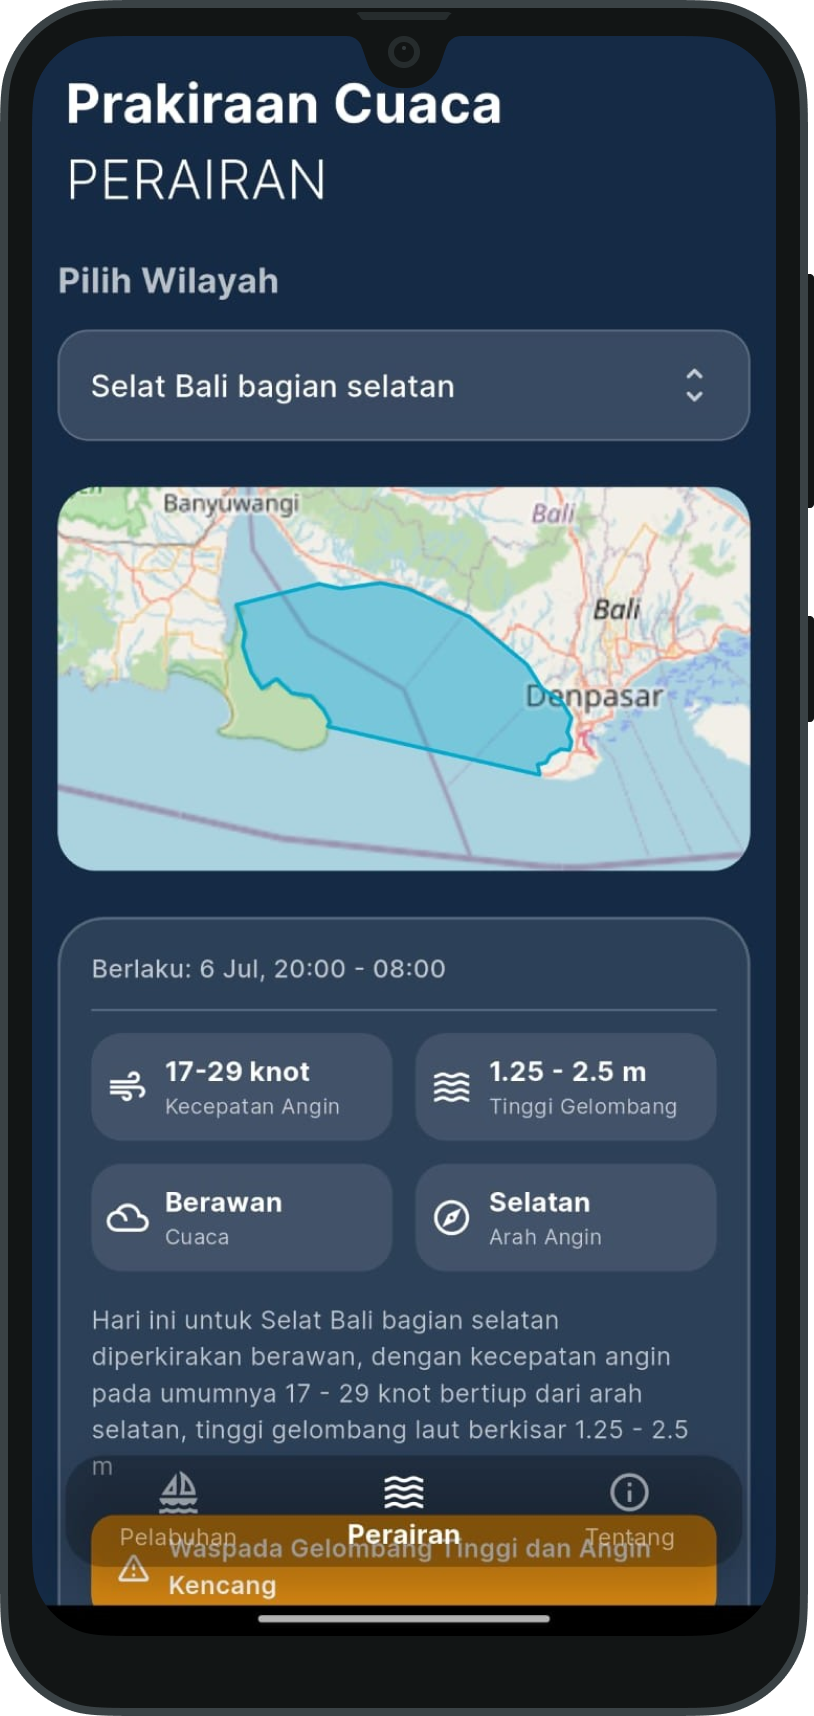 Prakiraan Cuaca
PERAIRAN
Pilih Wilayah
Selat Bali bagian selatan
Banyuwangi
Bali
Bali
Denpasar
Berlaku: 6 Jul, 20:00 - 08:00
17-29 knot
Kecepatan Angin
1.25 - 2.5 m
Tinggi Gelombang
Berawan
Cuaca
Selatan
Arah Angin
Hari ini untuk Selat Bali bagian selatan
diperkirakan berawan, dengan kecepatan angin
pada umumnya 17 - 29 knot bertiup dari arah
selatan, tinggi gelombang laut berkisar 1.25 - 2.5
m
Pelabuhan
Perairan
Tentang
Waspada Gelombang Tinggi dan Angin
Kencang